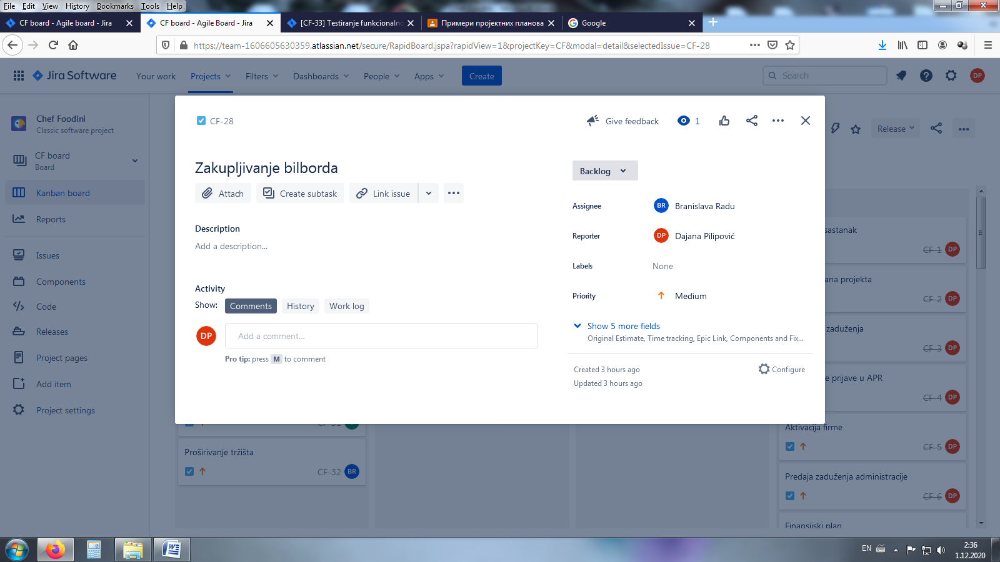 File Edit View History Bookmarks Tools Help
CF board - Agile board - Jira
CF board - Agile Board - Jira
[CF-33] Testiranje funkcionalno
Примери пројектних планова
Google
https://team-1606605630359.atlassian.net/secure/RapidBoard.jspa?rapidView=1&projectKey=CF&modal=detail&selectedIssue=CF-28
Jira Software
Your work
Projects
Filters
Dashboards
People
Apps
Create
Search
DP
Chef Foodini
Classic software project
CF board
Board
Kanban board
Reports
Issues
Components
Code
Releases
Project pages
Add item
Project settings
Release
CF-28
Give feedback
1
Zakupljivanje bilborda
Attach
Create subtask
Link issue
Description
Add a description...
Activity
Show:
Comments
History
Work log
DP
Add a comment...
Pro tip: press M to comment
Backlog
Assignee
BR
Branislava Radu
Reporter
DP
Dajana Pilipović
Labels
None
Priority
Medium
Show 5 more fields
Original Estimate, Time tracking, Epic Link, Components and Fix...
Created 3 hours ago
Updated 3 hours ago
Configure
Proširivanje tržišta
CF-32
BR
sastanak
CF-1
DP
ana projekta
CF-2
DP
zaduženja
CF-3
DP
e prijave u APR
CF-4
DP
Aktivacija firme
CF-5
DP
Predaja zaduženja administracije
CF-6
DP
Finansijski plan
EN
2:36
1.12.2020